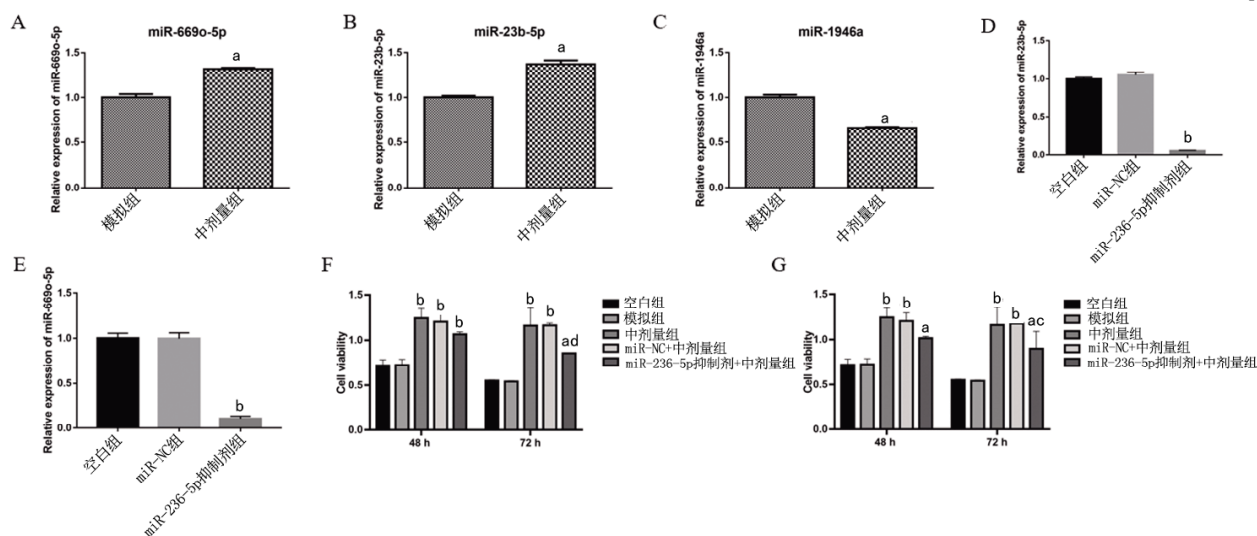 A
miR-669o-5p
Relative expression of miR-669o-5p
1.5
1.0
0.5
0.0
a
模拟组
中剂量组
B
miR-23b-5p
Relative expression of miR-23b-5p
1.5
1.0
0.5
0.0
a
模拟组
中剂量组
C
miR-1946a
Relative expression of miR-1946a
1.5
1.0
0.5
0.0
a
模拟组
中剂量组
D
Relative expression of miR-23b-5p
1.5
1.0
0.5
0.0
b
空白组
miR-NC组
miR-236-5p抑制剂组
E
Relative expression of miR-669o-5p
1.5
1.0
0.5
0.0
b
空白组
miR-NC组
miR-236-5p抑制剂组
F
Cell viability
1.5
1.0
0.5
0.0
b b b
b b ad
48 h 72 h
空白组
模拟组
中剂量组
miR-NC+中剂量组
miR-236-5p抑制剂+中剂量组
G
Cell viability
1.5
1.0
0.5
0.0
b b a
b b ac
48 h 72 h
空白组
模拟组
中剂量组
miR-NC+中剂量组
miR-236-5p抑制剂+中剂量组